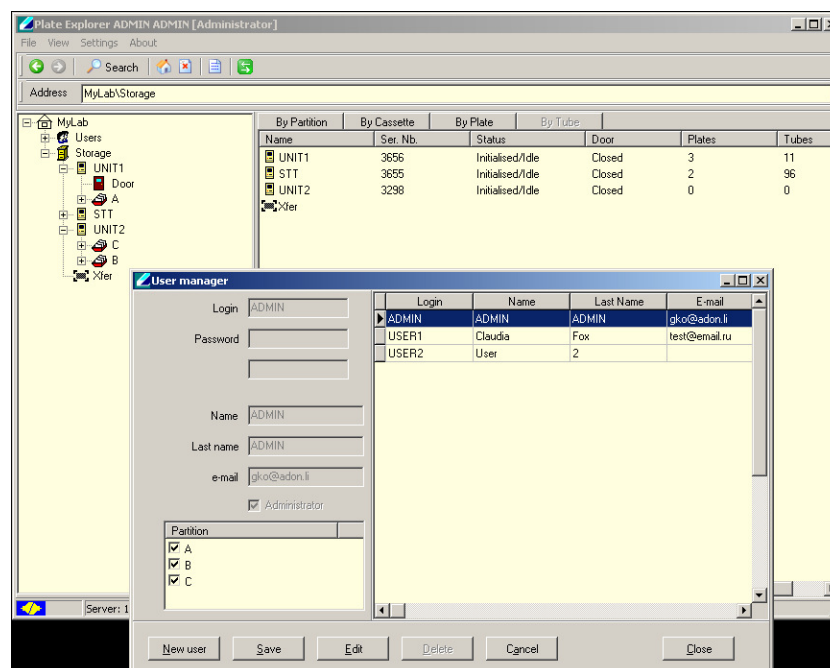 Plate Explorer ADMIN ADMIN [Administrator]
File View Settings About
Search
Address MyLab\Storage
MyLab
Users
Storage
UNIT1
Door
A
STT
UNIT2
C
B
Xfer
By Partition By Cassette By Plate By Tube
Name Ser. Nb. Status Door Plates Tubes
UNIT1 3656 Initialised/Idle Closed 3 11
STT 3655 Initialised/Idle Closed 2 96
UNIT2 3298 Initialised/Idle Closed 0 0
Xfer
User manager
Login ADMIN
Password
Name ADMIN
Last name ADMIN
e-mail gko@adon.li
Administrator
Partition
A
B
C
Login Name Last Name E-mail
ADMIN ADMIN ADMIN gko@adon.li
USER1 Claudia Fox test@email.ru
USER2 User 2
Server: 1
New user Save Edit Delete Cancel Close